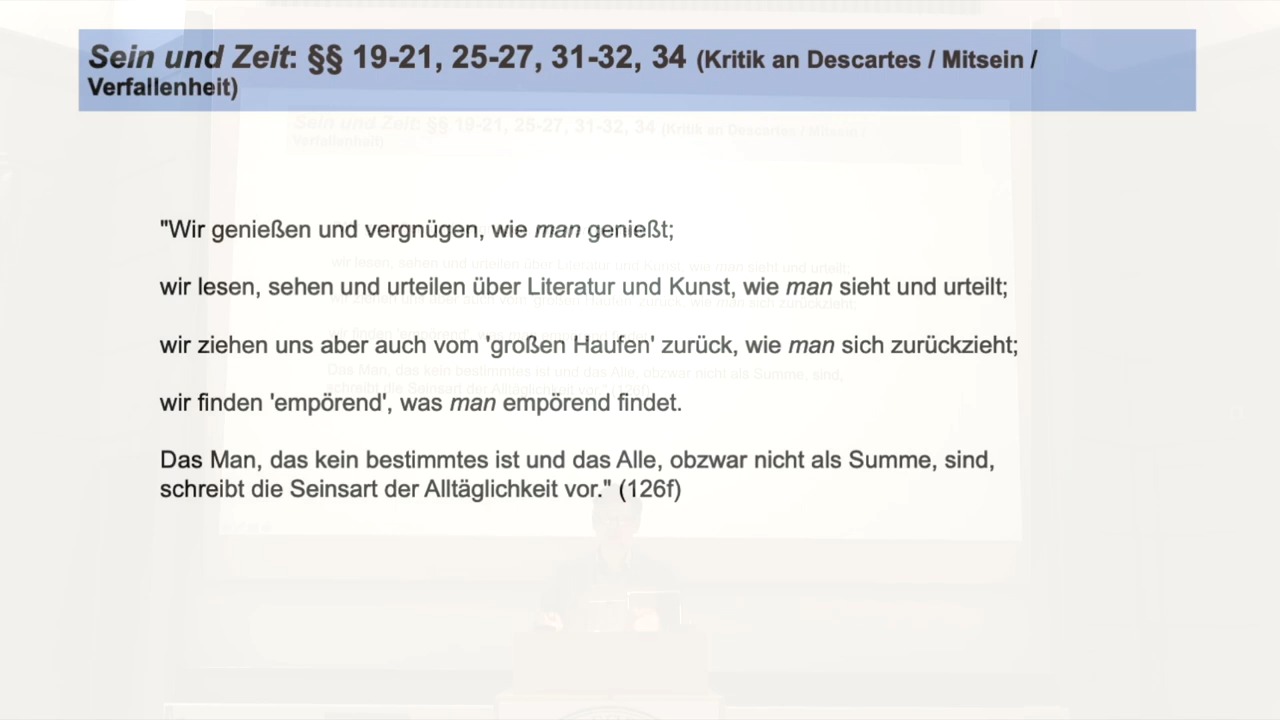 Sein und Zeit: §§ 19-21, 25-27, 31-32, 34 (Kritik an Descartes / Mitsein /
Verfallenheit)
"Wir genießen und vergnügen, wie man genießt;
wir lesen, sehen und urteilen über Literatur und Kunst, wie man sieht und urteilt;
wir ziehen uns aber auch vom 'großen Haufen' zurück, wie man sich zurückzieht;
wir finden 'empörend', was man empörend findet.
Das Man, das kein bestimmtes ist und das Alle, obzwar nicht als Summe, sind,
schreibt die Seinsart der Alltäglichkeit vor." (126f)